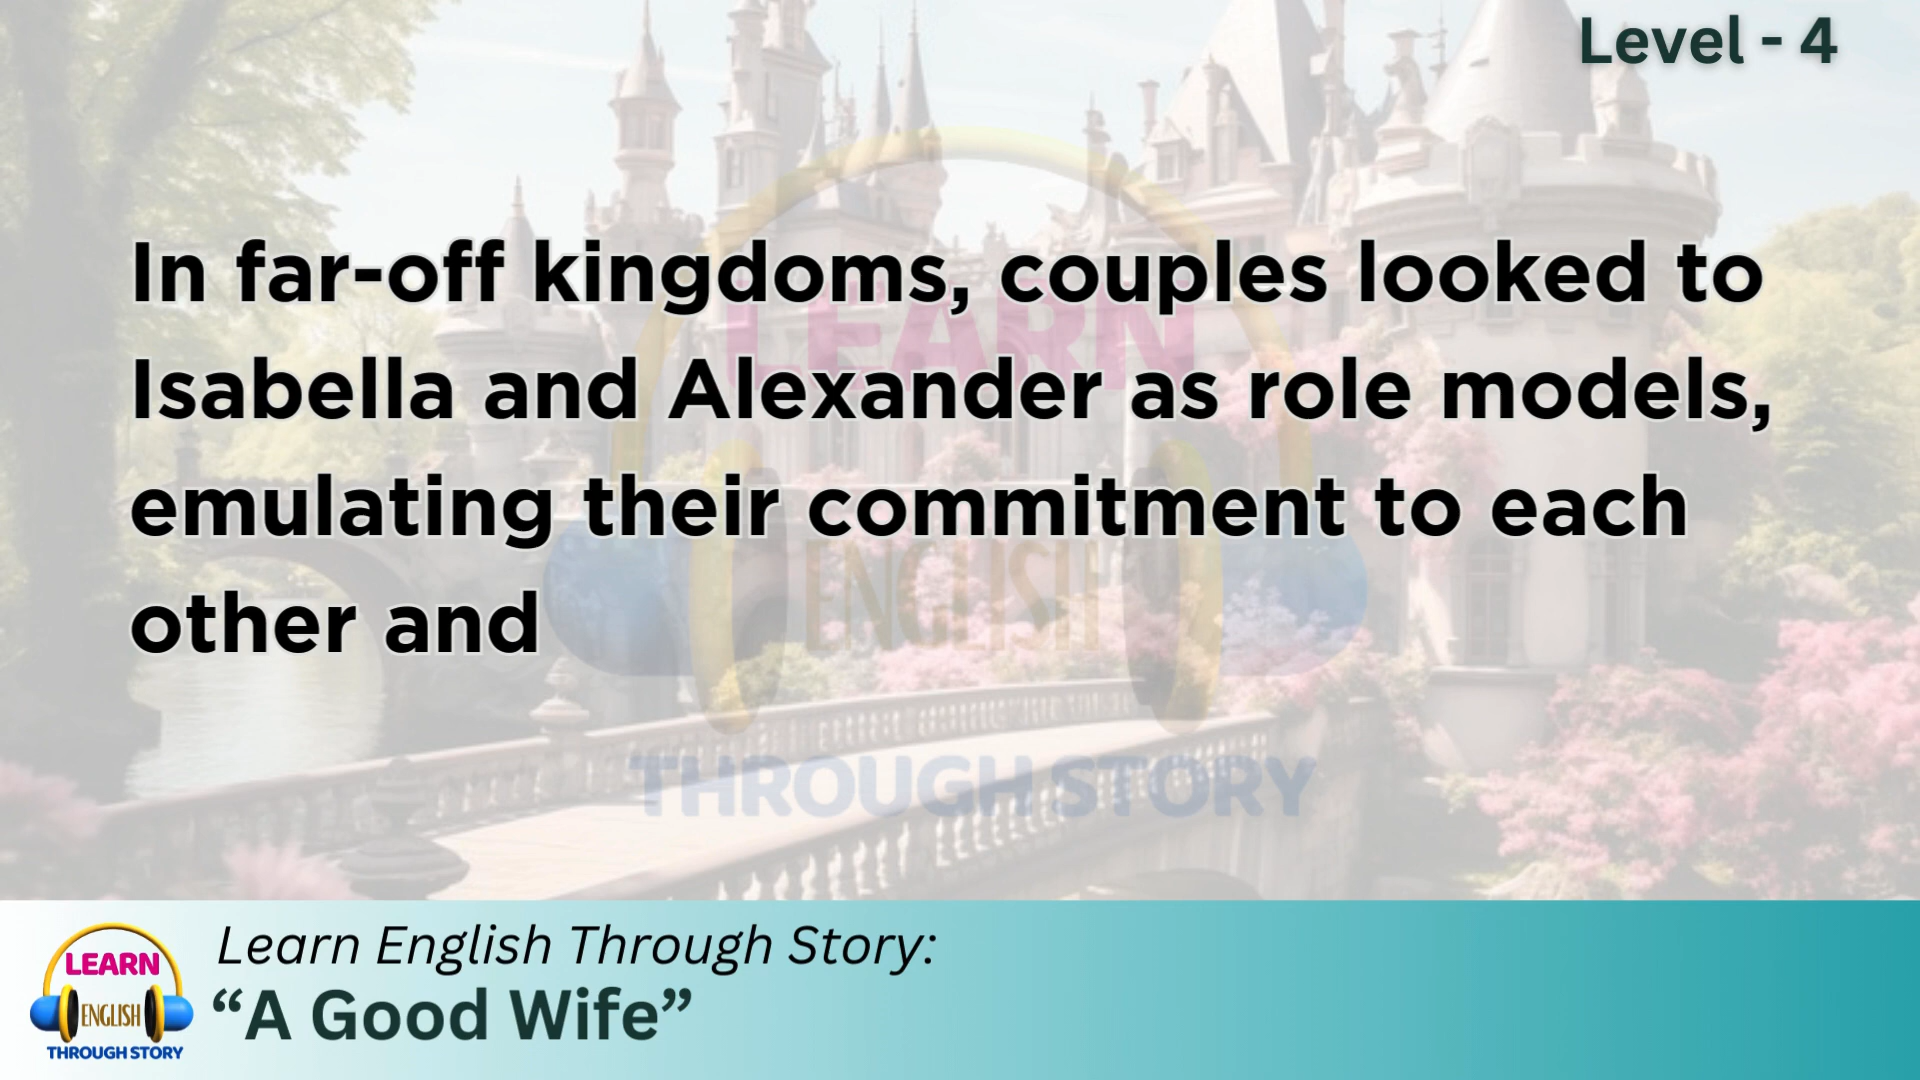 Level - 4
In far-off kingdoms, couples looked to
Isabella and Alexander as role models,
emulating their commitment to each
other and
LEARN
ENGLISH
THROUGH STORY
Learn English Through Story:
“A Good Wife”
LEARN
ENGLISH
THROUGH STORY